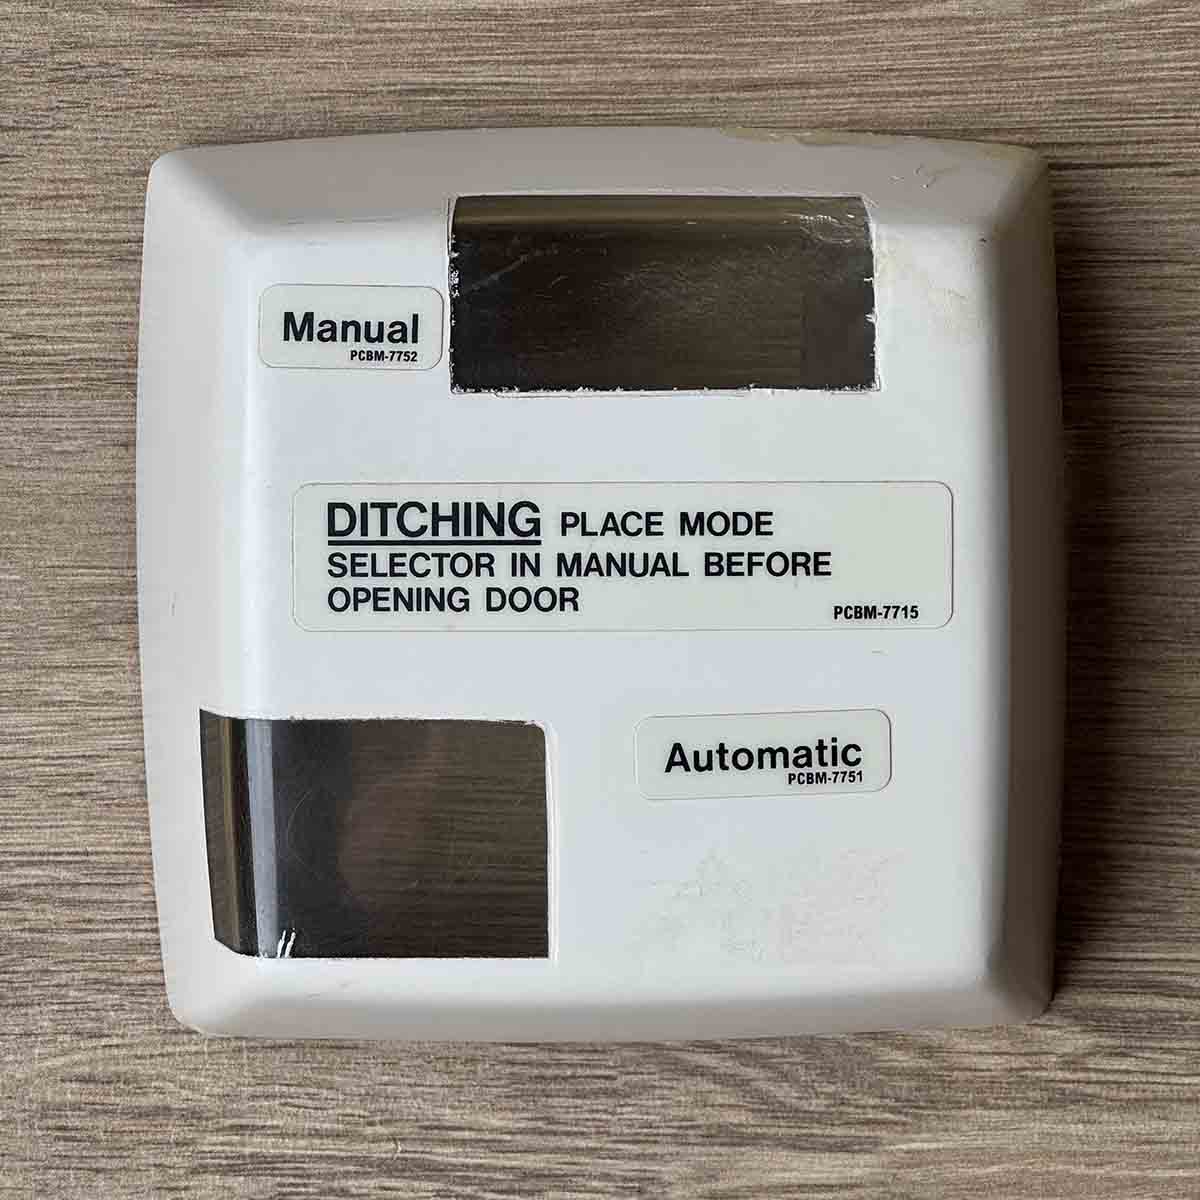 Manual
PCBM-7752
DITCHING PLACE MODE
SELECTOR IN MANUAL BEFORE
OPENING DOOR
PCBM-7715
Automatic
PCBM-7751